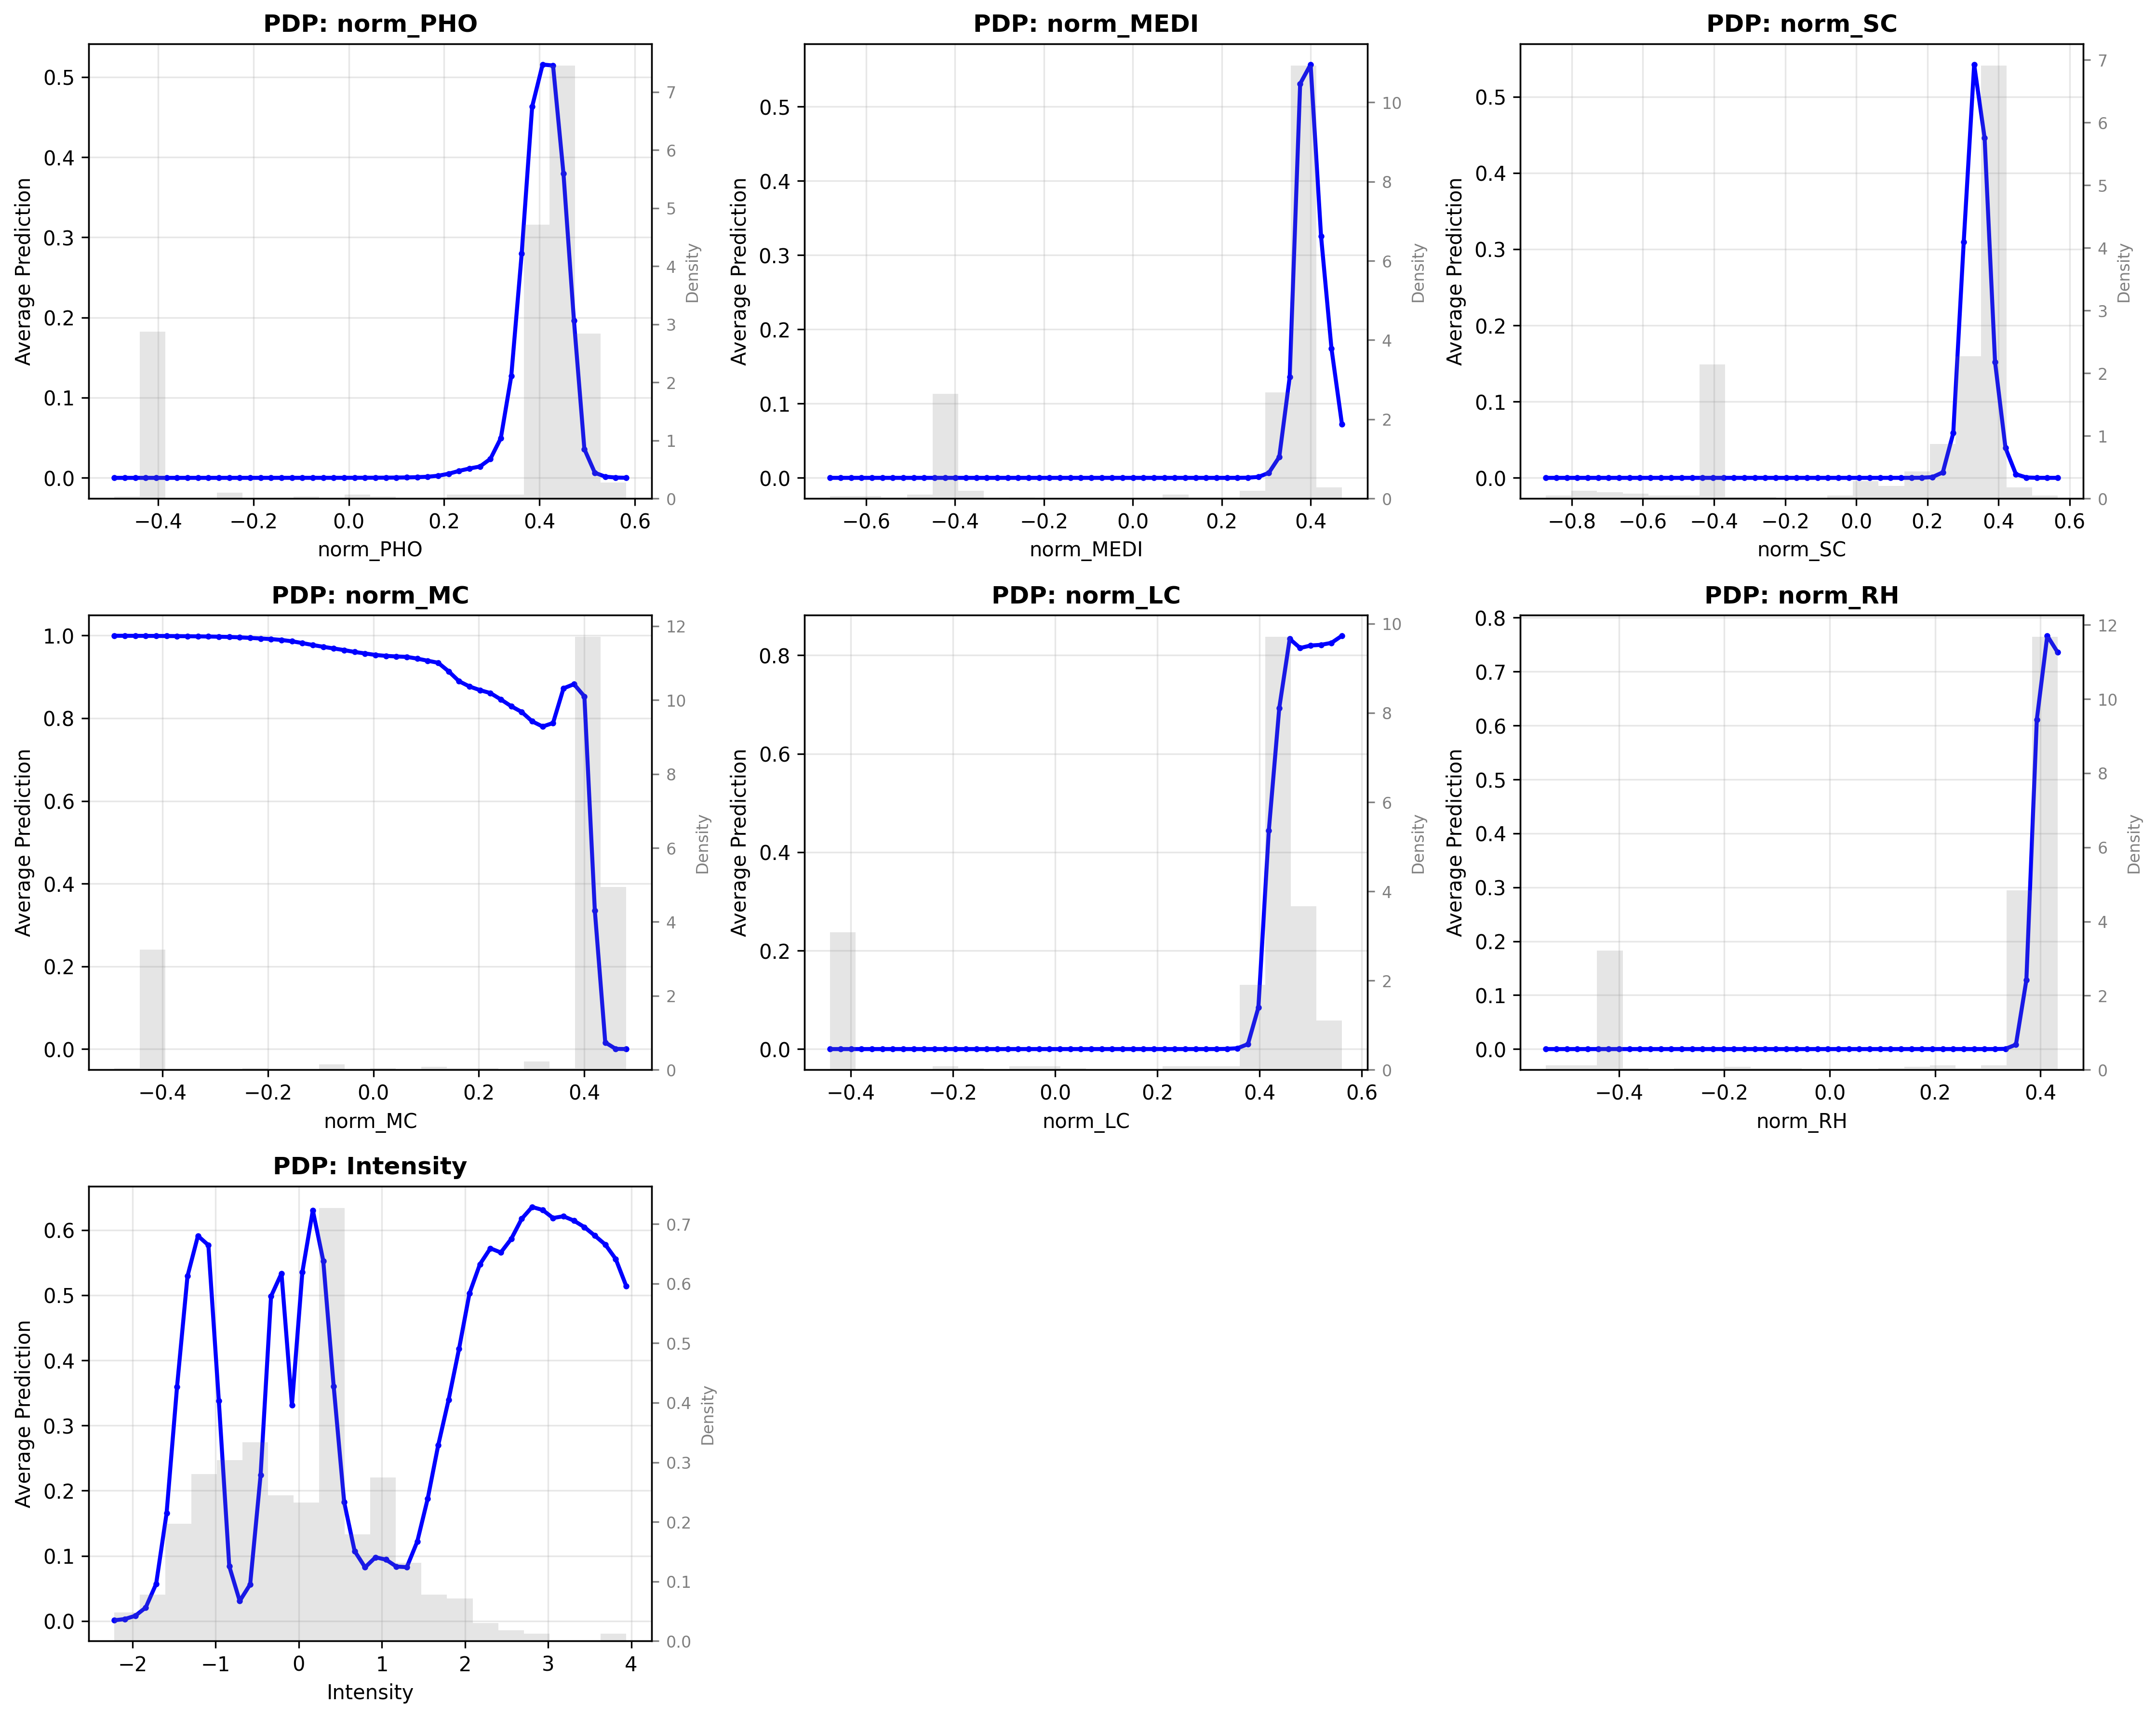 PDP: norm_PHO
0.5
0.4
0.3
0.2
0.1
0.0
Average Prediction
7
6
5
4
3
2
1
0
Density
−0.4 −0.2 0.0 0.2 0.4 0.6
norm_PHO
PDP: norm_MEDI
0.5
0.4
0.3
0.2
0.1
0.0
Average Prediction
10
8
6
4
2
0
Density
−0.6 −0.4 −0.2 0.0 0.2 0.4
norm_MEDI
PDP: norm_SC
0.5
0.4
0.3
0.2
0.1
0.0
Average Prediction
7
6
5
4
3
2
1
0
Density
−0.8 −0.6 −0.4 −0.2 0.0 0.2 0.4 0.6
norm_SC
PDP: norm_MC
1.0
0.8
0.6
0.4
0.2
0.0
Average Prediction
12
10
8
6
4
2
0
Density
−0.4 −0.2 0.0 0.2 0.4
norm_MC
PDP: norm_LC
0.8
0.6
0.4
0.2
0.0
Average Prediction
10
8
6
4
2
0
Density
−0.4 −0.2 0.0 0.2 0.4 0.6
norm_LC
PDP: norm_RH
0.8
0.7
0.6
0.5
0.4
0.3
0.2
0.1
0.0
Average Prediction
12
10
8
6
4
2
0
Density
−0.4 −0.2 0.0 0.2 0.4
norm_RH
PDP: Intensity
0.6
0.5
0.4
0.3
0.2
0.1
0.0
Average Prediction
0.7
0.6
0.5
0.4
0.3
0.2
0.1
0.0
Density
−2 −1 0 1 2 3 4
Intensity